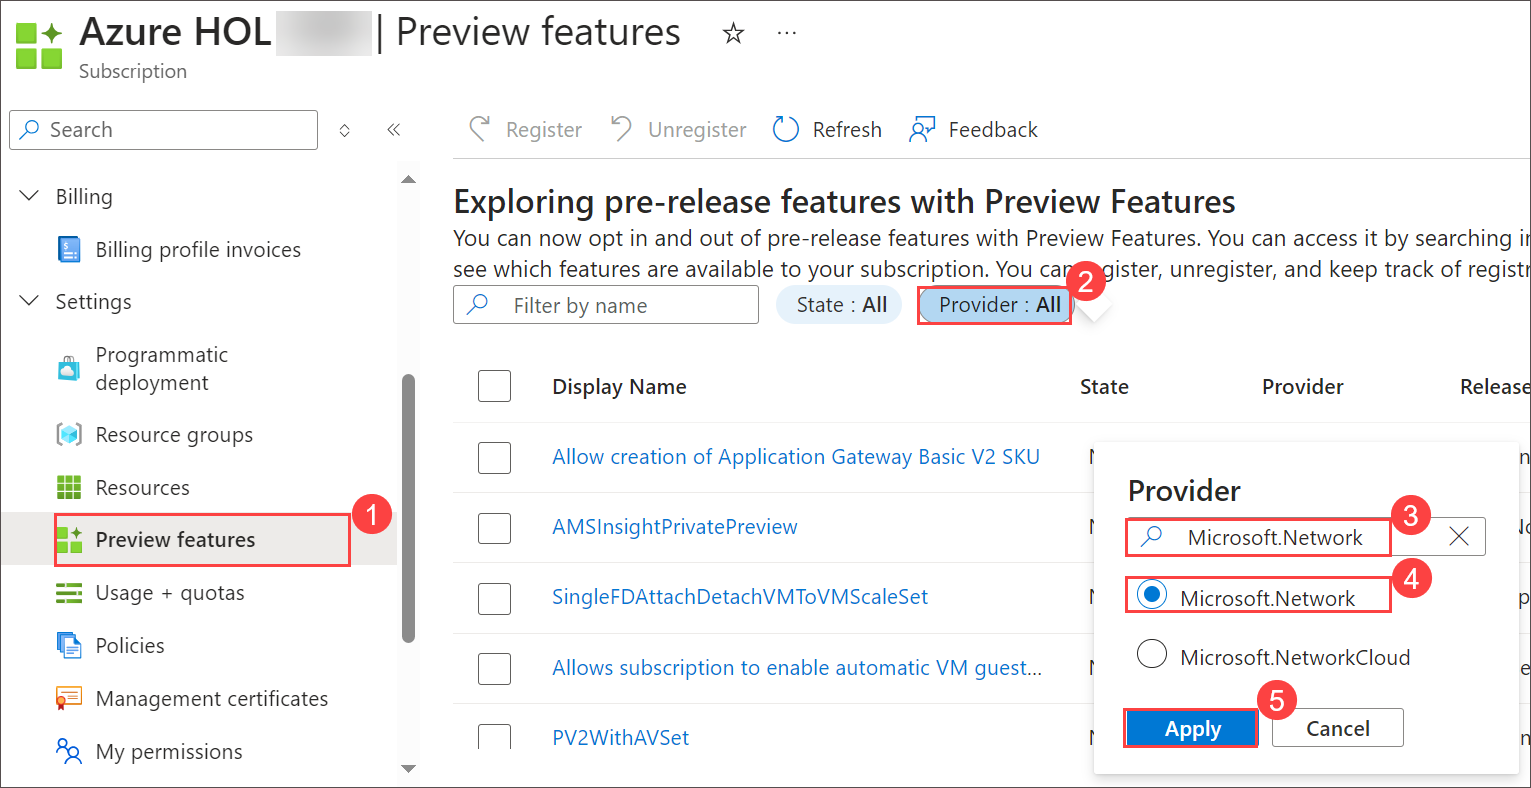 Azure HOL | Preview features
Subscription
Search
Register
Unregister
Refresh
Feedback
Billing
Billing profile invoices
Settings
Programmatic
deployment
Resource groups
Resources
Preview features
1
Usage + quotas
Policies
Management certificates
My permissions
Exploring pre-release features with Preview Features
You can now opt in and out of pre-release features with Preview Features. You can access it by searching
see which features are available to your subscription. You can gister, unregister, and keep track of registr
2
Filter by name
State : All
Provider : All
Display Name
State
Provider
Release
Allow creation of Application Gateway Basic V2 SKU
AMSInsightPrivatePreview
SingleFDAttachDetachVMToVMScaleSet
Allows subscription to enable automatic VM guest...
PV2WithAVSet
Provider
Microsoft.Network
3
Microsoft.Network
4
Microsoft.NetworkCloud
5
Apply
Cancel